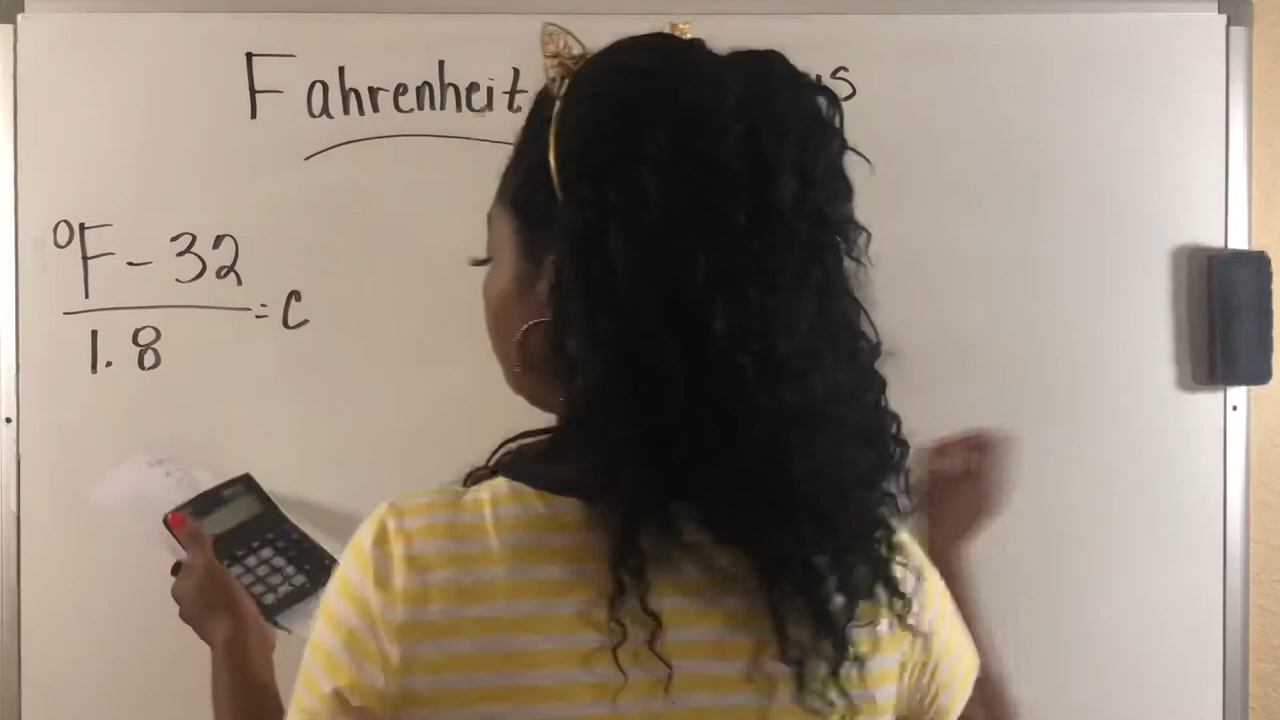 Fahrenheit
°F - 32
= C
1.8